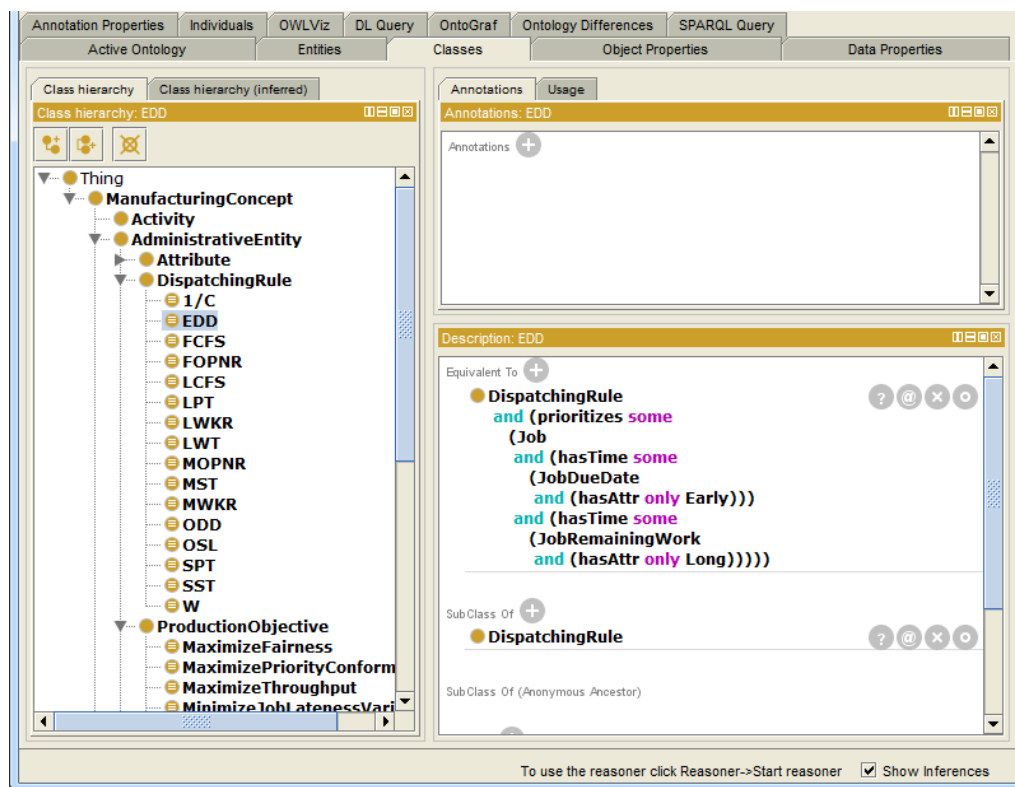 Annotation Properties Individuals OWLViz DL Query OntoGraf Ontology Differences SPARQL Query
Active Ontology Entities Classes Object Properties Data Properties
Class hierarchy Class hierarchy (inferred)
Class hierarchy: EDD
Thing
ManufacturingConcept
Activity
AdministrativeEntity
Attribute
DispatchingRule
1/C
EDD
FCFS
FOPNR
LCFS
LPT
LWKR
LWT
MOPNR
MST
MWKR
ODD
OSL
SPT
SST
W
ProductionObjective
MaximizeFairness
MaximizePriorityConform
MaximizeThroughput
MinimizeJobLatenessVari
Annotations Usage
Annotations: EDD
Annotations
Description: EDD
Equivalent To
DispatchingRule
and (prioritizes some
(Job
and (hasTime some
(JobDueDate
and (hasAttr only Early)))
and (hasTime some
(JobRemainingWork
and (hasAttr only Long)))))
SubClass Of
DispatchingRule
SubClass Of (Anonymous Ancestor)
To use the reasoner click Reasoner->Start reasoner Show Inferences